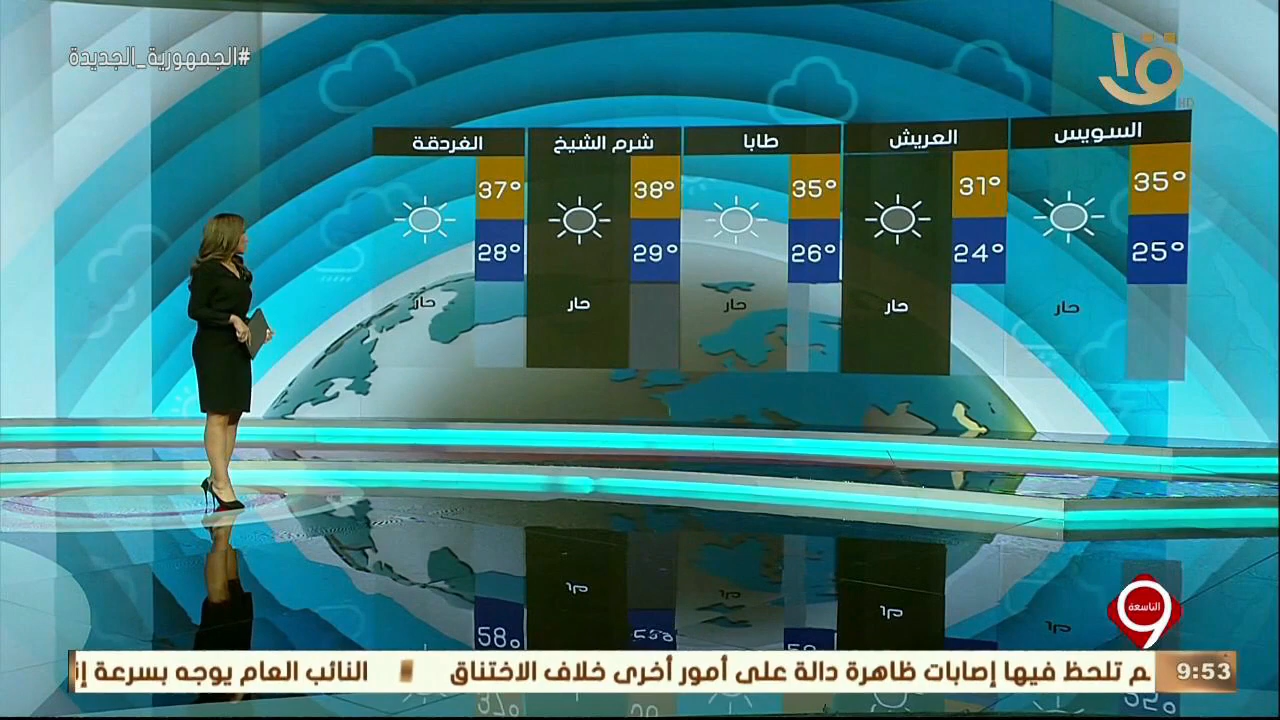 #الجمهورية_الجديدة
HD
السويس
35°
25°
حار
العريش
31°
24°
حار
طابا
35°
26°
حار
شرم الشيخ
38°
29°
حار
الغردقة
37°
28°
حار
التاسعة
9
9:53
تلحظ فيها إصابات ظاهرة دالة على أمور أخرى خلاف الاختناق
النائب العام يوجه بسرعة